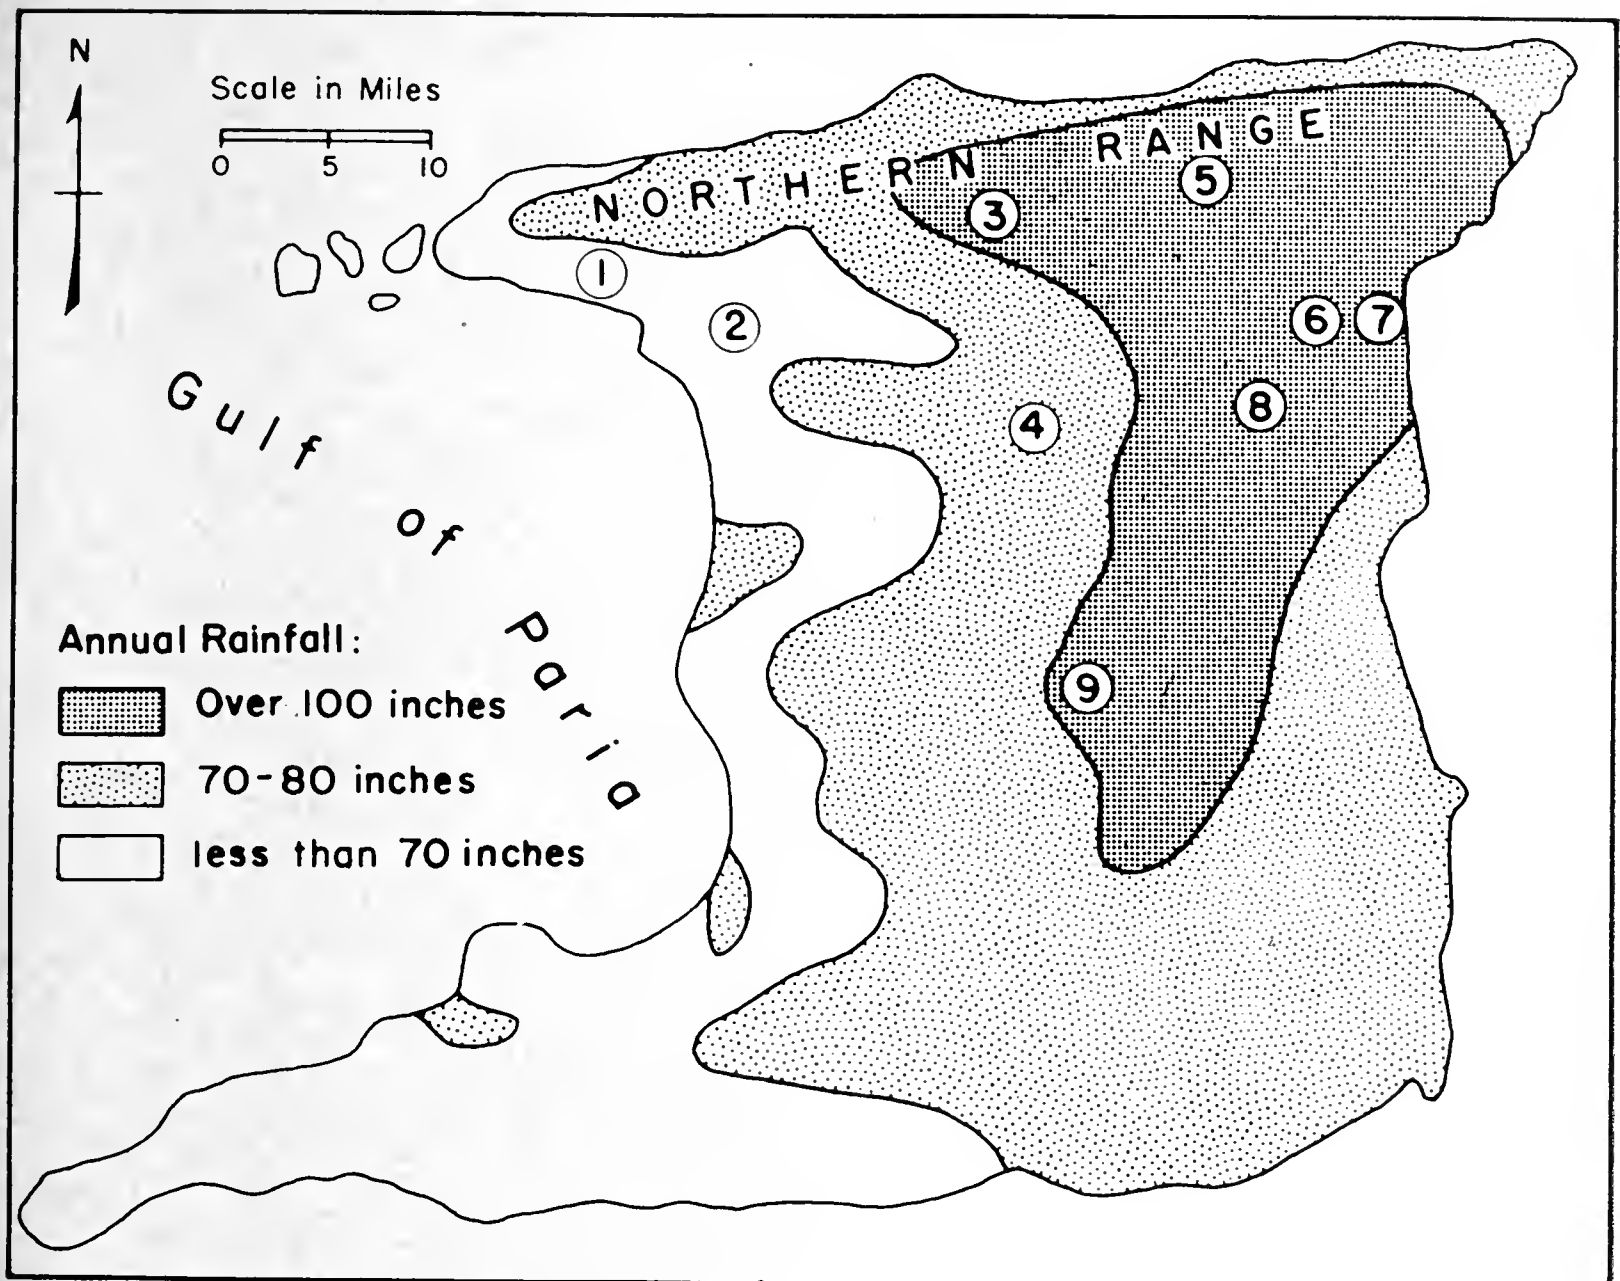 N
Scale in Miles
0 5 10
NORTHERN RANGE
1
2
3
4
5
6
7
8
9
Gulf of Paria
Annual Rainfall:
Over 100 inches
70-80 inches
less than 70 inches